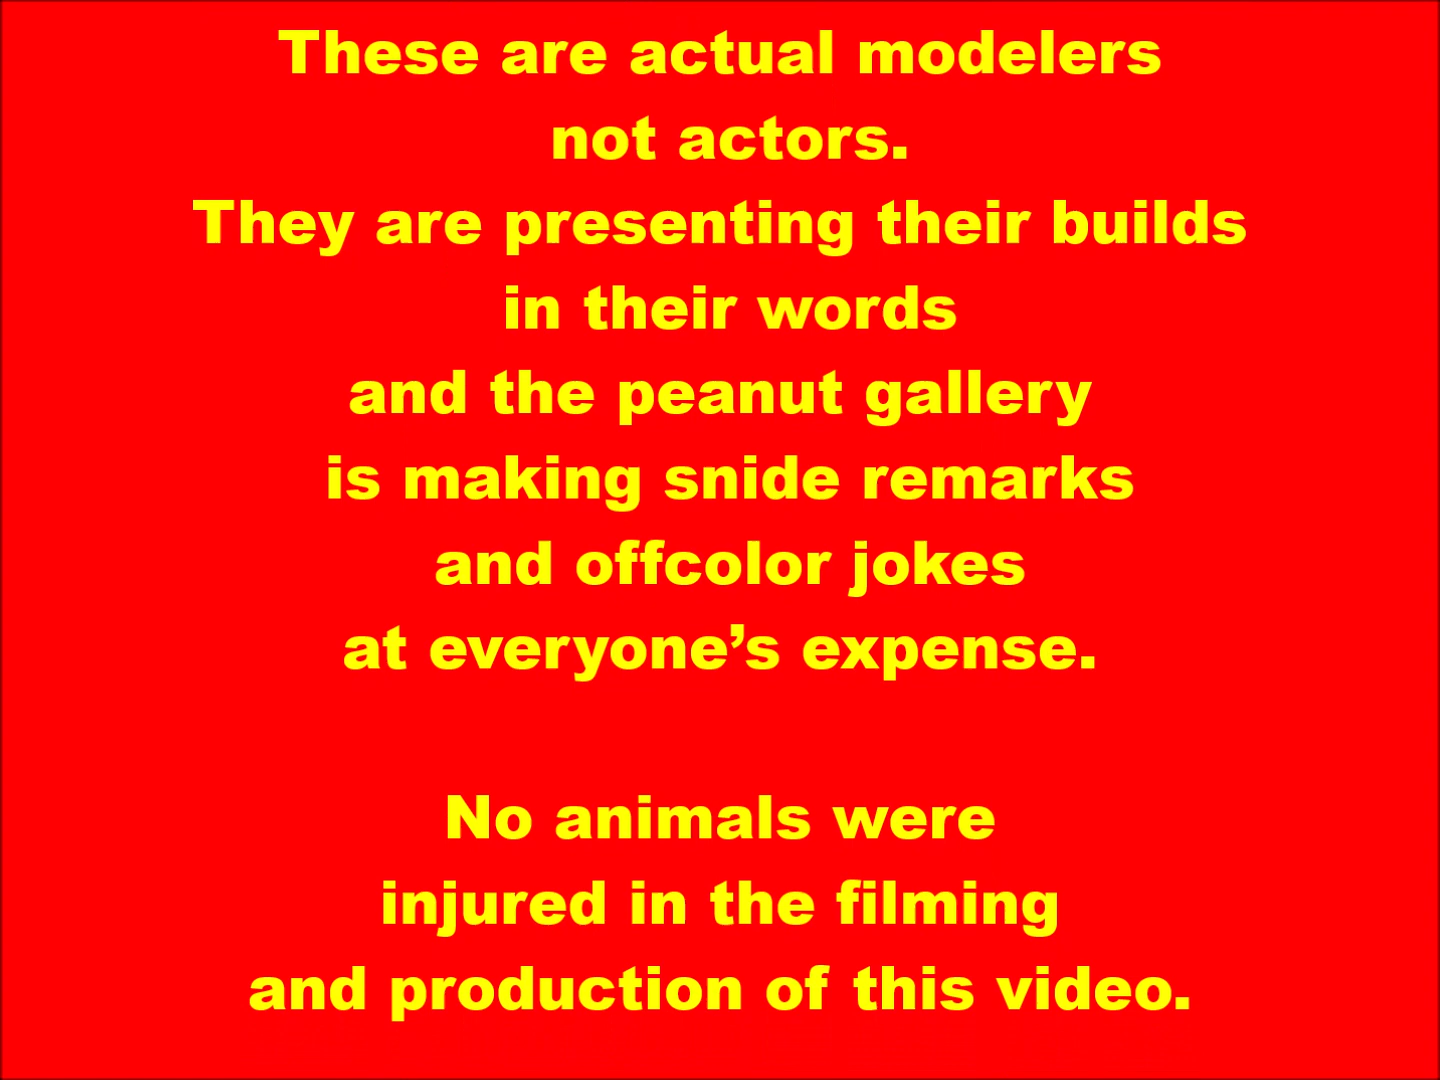 These are actual modelers
not actors.
They are presenting their builds
in their words
and the peanut gallery
is making snide remarks
and offcolor jokes
at everyone’s expense.
No animals were
injured in the filming
and production of this video.